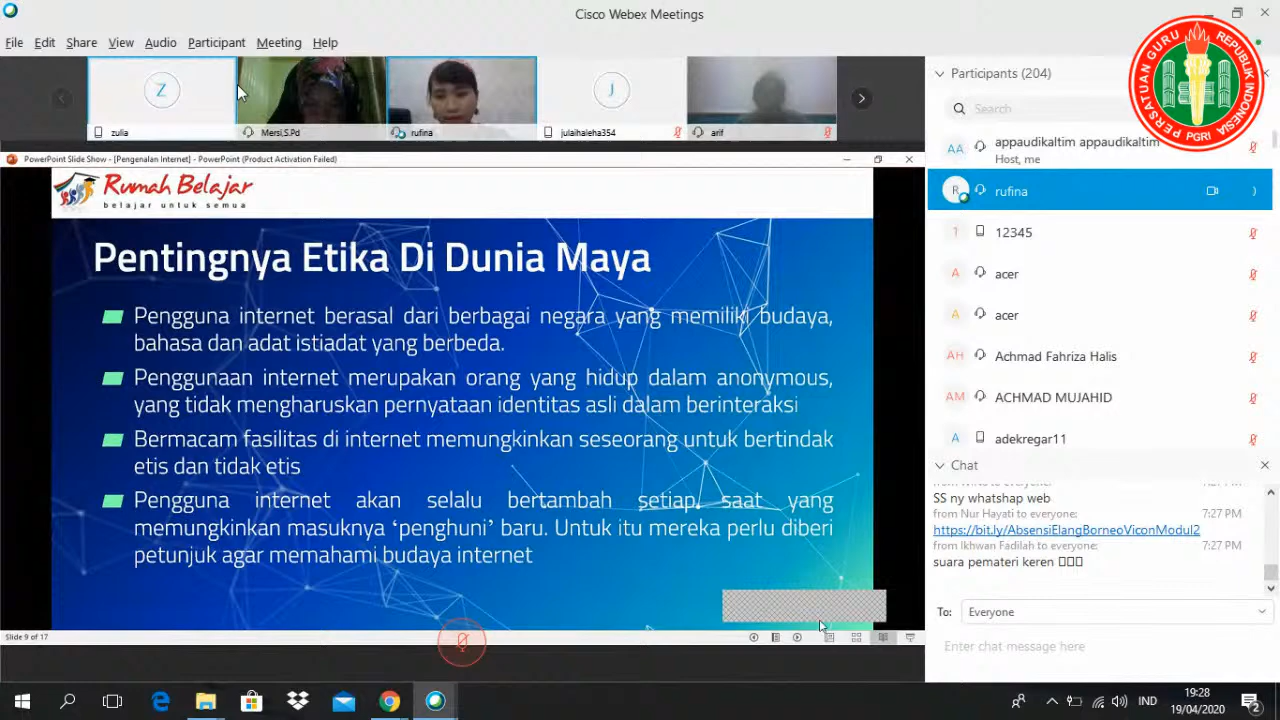 Cisco Webex Meetings
File Edit Share View Audio Participant Meeting Help
Z
zulia
Mersi,S.Pd
rufina
J
julaihaieha354
arif
PowerPoint Slide Show - [Pengenalan Internet] - PowerPoint (Product Activation Failed)
Rumah Belajar
belajar untuk semua
Pentingnya Etika Di Dunia Maya
Pengguna internet berasal dari berbagai negara yang memiliki budaya,
bahasa dan adat istiadat yang berbeda.
Penggunaan internet merupakan orang yang hidup dalam anonymous,
yang tidak mengharuskan pernyataan identitas asli dalam berinteraksi
Bermacam fasilitas di internet memungkinkan seseorang untuk bertindak
etis dan tidak etis
Pengguna internet akan selalu bertambah setiap saat yang
memungkinkan masuknya ‘penghuni’ baru. Untuk itu mereka perlu diberi
petunjuk agar memahami budaya internet
Slide 9 of 17
Participants (204)
Search
PERSATUAN GURU REPUBLIK INDONESIA
PGRI
AA appaudikaltim appaudikaltim
Host, me
R rufina
1 12345
A acer
A acer
AH Achmad Fahriza Halis
AM ACHMAD MUJAHID
A adekregar11
Chat
SS ny whatshap web
from Nur Hayati to everyone: 7:27 PM
https://bit.ly/AbsensiElangBorneoViconModul2
from Ikhwan Fadilah to everyone: 7:27 PM
suara pemateri keren
To: Everyone
Enter chat message here
IND
19:28
19/04/2020
2